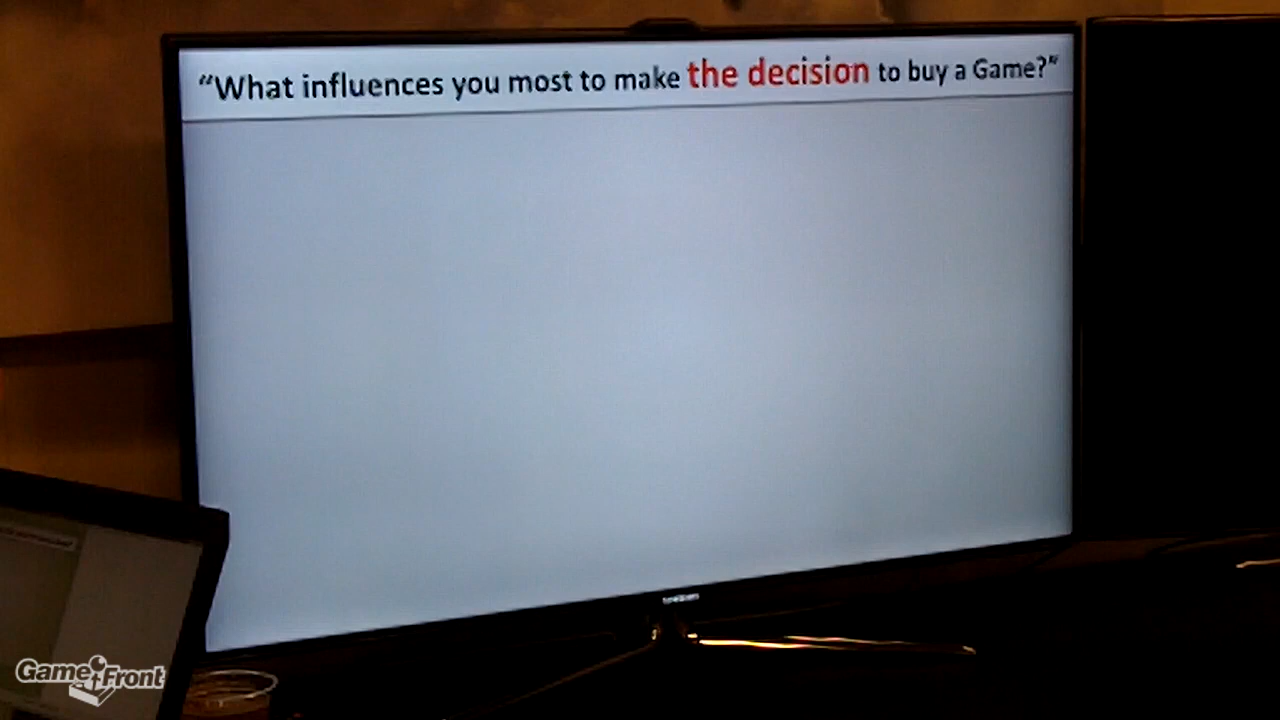 “What influences you most to make the decision to buy a Game?”
GameFront